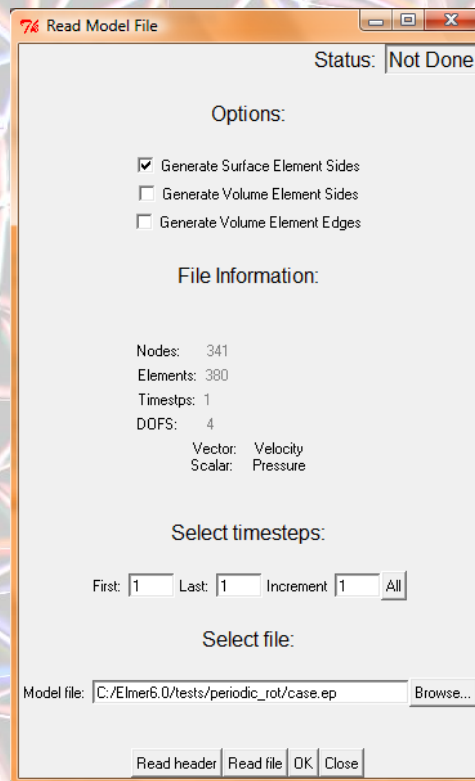 Read Model File
Status: Not Done
Options:
Generate Surface Element Sides
Generate Volume Element Sides
Generate Volume Element Edges
File Information:
Nodes: 341
Elements: 380
Timestps: 1
DOFS: 4
Vector: Velocity
Scalar: Pressure
Select timesteps:
First: 1 Last: 1 Increment 1 All
Select file:
Model file: C:/Elmer6.0/tests/periodic_rot/case.ep Browse...
Read header Read file OK Close